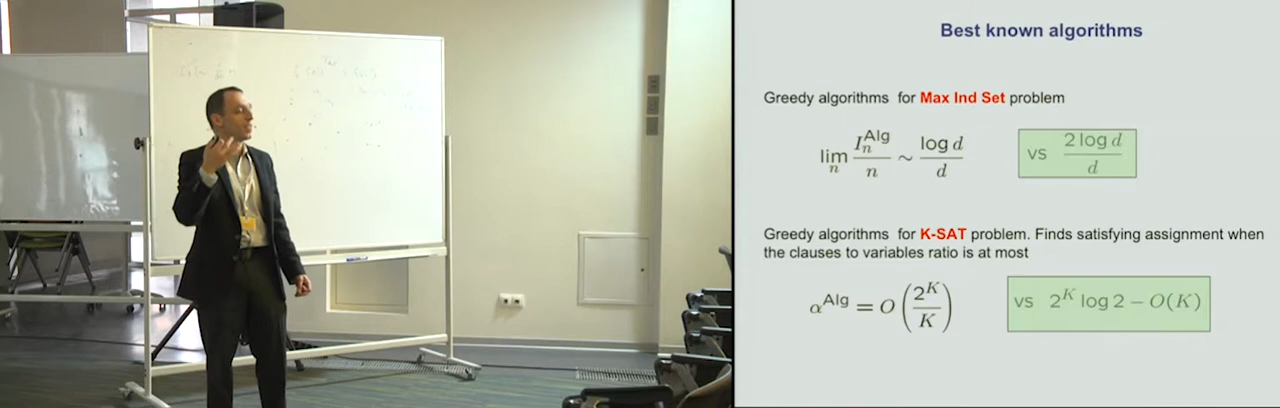 Best known algorithms
Greedy algorithms for Max Ind Set problem
lim_n I_n^Alg / n ∼ log d / d
vs 2 log d / d
Greedy algorithms for K-SAT problem. Finds satisfying assignment when
the clauses to variables ratio is at most
α^Alg = O(2^K / K)
vs 2^K log 2 − O(K)